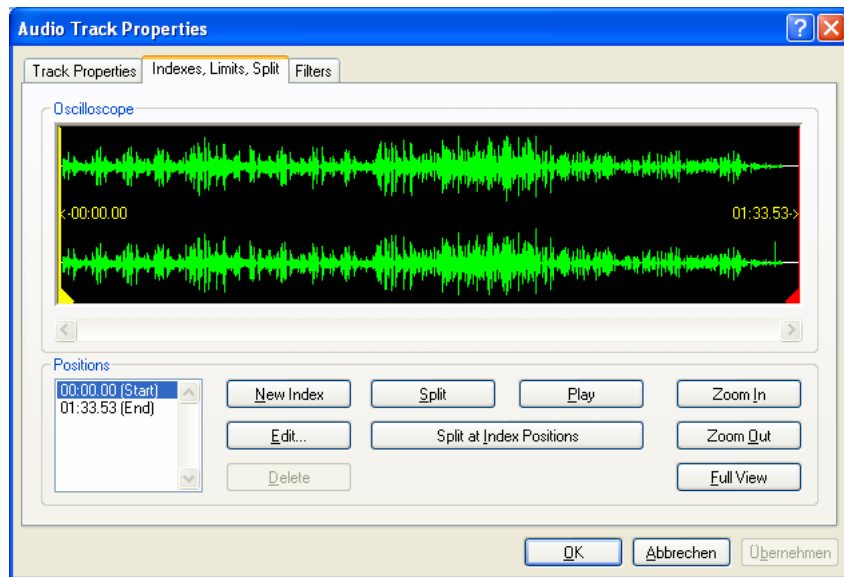 Audio Track Properties
Track Properties Indexes, Limits, Split Filters
Oscilloscope
<-00:00.00 01:33.53->
Positions
00:00.00 (Start)
01:33.53 (End)
New Index Split Play Zoom In
Edit... Split at Index Positions Zoom Out
Delete Full View
OK Abbrechen Übernehmen